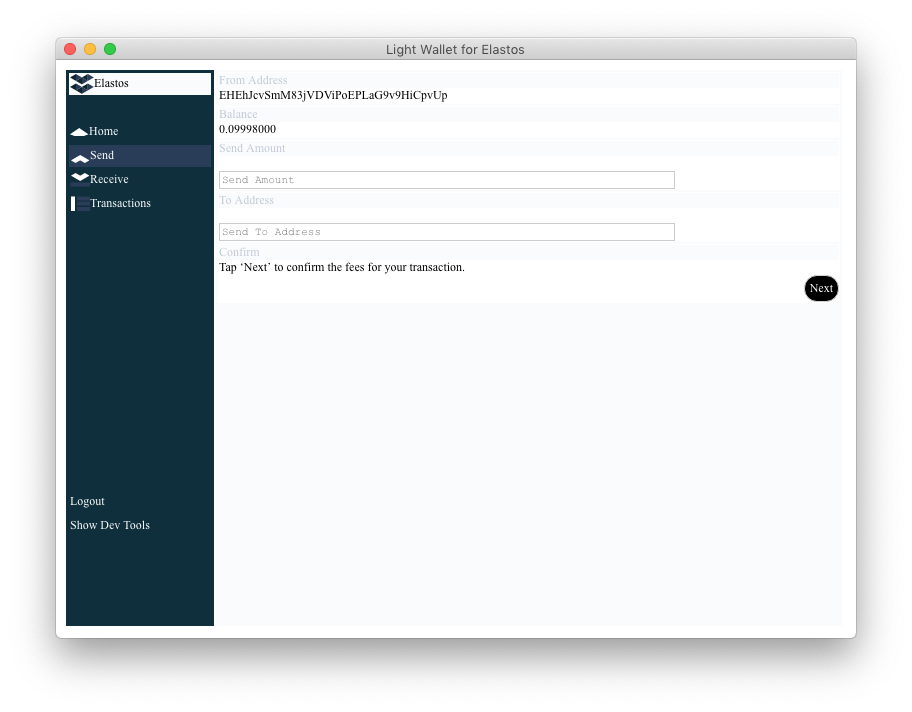 Light Wallet for Elastos
Elastos
Home
Send
Receive
Transactions
Logout
Show Dev Tools
From Address
EHEhJcvSmM83jVDViPoEPLaG9v9HiCpvUp
Balance
0.09998000
Send Amount
Send Amount
To Address
Send To Address
Confirm
Tap ‘Next’ to confirm the fees for your transaction.
Next